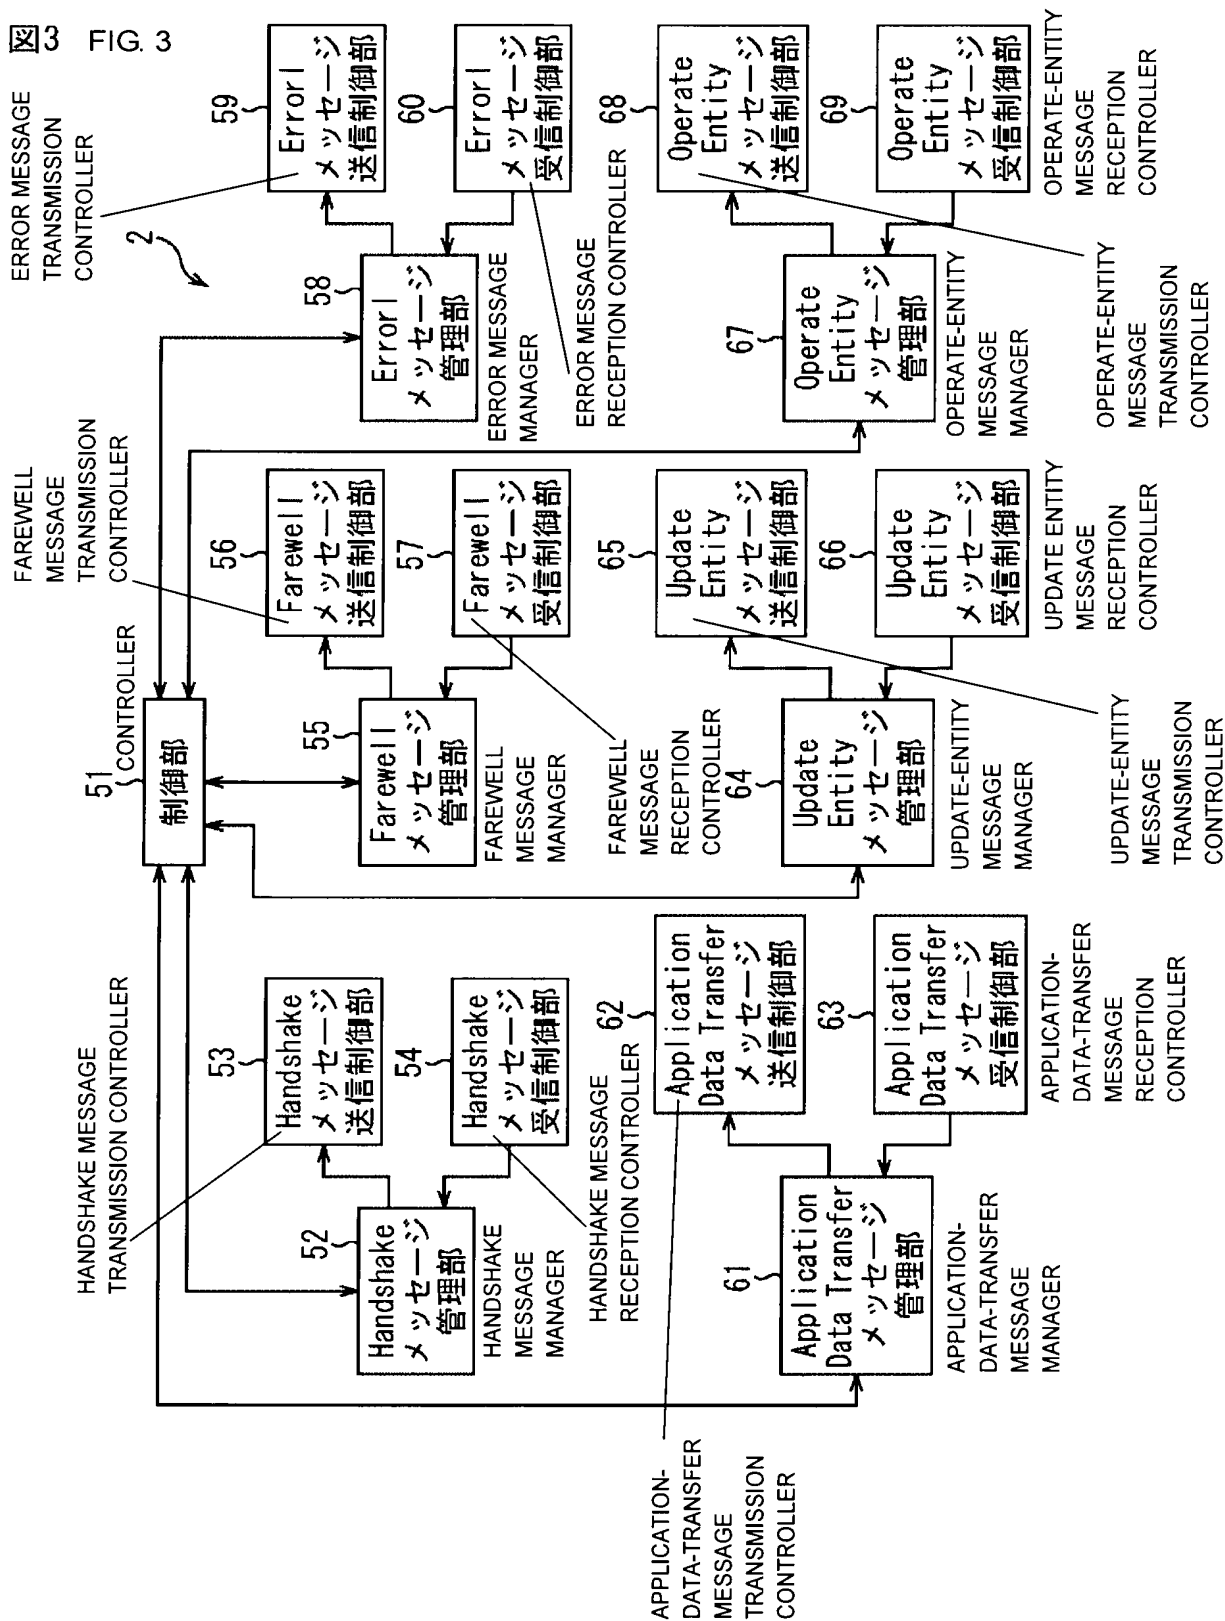 図3 FIG. 3
2
51
CONTROLLER
制御部
HANDSHAKE MESSAGE
TRANSMISSION CONTROLLER
53
Handshake
メッセージ
送信制御部
52
Handshake
メッセージ
管理部
HANDSHAKE
MESSAGE
MANAGER
54
Handshake
メッセージ
受信制御部
HANDSHAKE MESSAGE
RECEPTION CONTROLLER
FAREWELL
MESSAGE
TRANSMISSION
CONTROLLER
56
Farewell
メッセージ
送信制御部
55
Farewell
メッセージ
管理部
FAREWELL
MESSAGE
MANAGER
57
Farewell
メッセージ
受信制御部
FAREWELL
MESSAGE
RECEPTION
CONTROLLER
ERROR MESSAGE
TRANSMISSION
CONTROLLER
59
Errorl
メッセージ
送信制御部
58
Errorl
メッセージ
管理部
ERROR MESSAGE
MANAGER
60
Errorl
メッセージ
受信制御部
ERROR MESSAGE
RECEPTION CONTROLLER
62
Application
Data Transfer
メッセージ
送信制御部
APPLICATION-
DATA-TRANSFER
MESSAGE
TRANSMISSION
CONTROLLER
61
Application
Data Transfer
メッセージ
管理部
APPLICATION-
DATA-TRANSFER
MESSAGE
MANAGER
63
Application
Data Transfer
メッセージ
受信制御部
APPLICATION-
DATA-TRANSFER
MESSAGE
RECEPTION
CONTROLLER
65
Update
Entity
メッセージ
送信制御部
64
Update
Entity
メッセージ
管理部
UPDATE-ENTITY
MESSAGE
MANAGER
66
Update
Entity
メッセージ
受信制御部
UPDATE ENTITY
MESSAGE
RECEPTION
CONTROLLER
UPDATE-ENTITY
MESSAGE
TRANSMISSION
CONTROLLER
68
Operate
Entity
メッセージ
送信制御部
67
Operate
Entity
メッセージ
管理部
OPERATE-ENTITY
MESSAGE
MANAGER
69
Operate
Entity
メッセージ
受信制御部
OPERATE-ENTITY
MESSAGE
RECEPTION
CONTROLLER
OPERATE-ENTITY
MESSAGE
TRANSMISSION
CONTROLLER